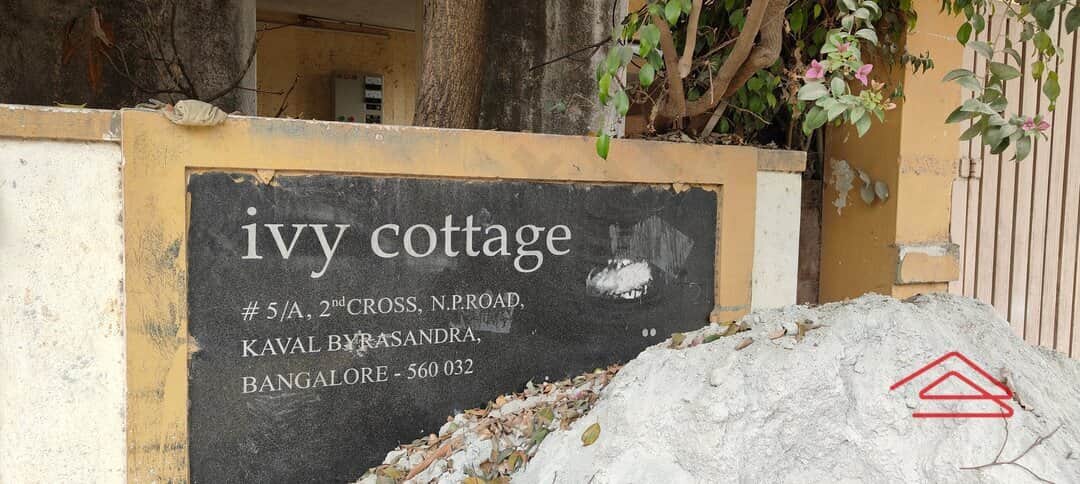 ivy cottage
# 5/A, 2nd CROSS, N.P.ROAD,
KAVAL BYRASANDRA,
BANGALORE - 560 032